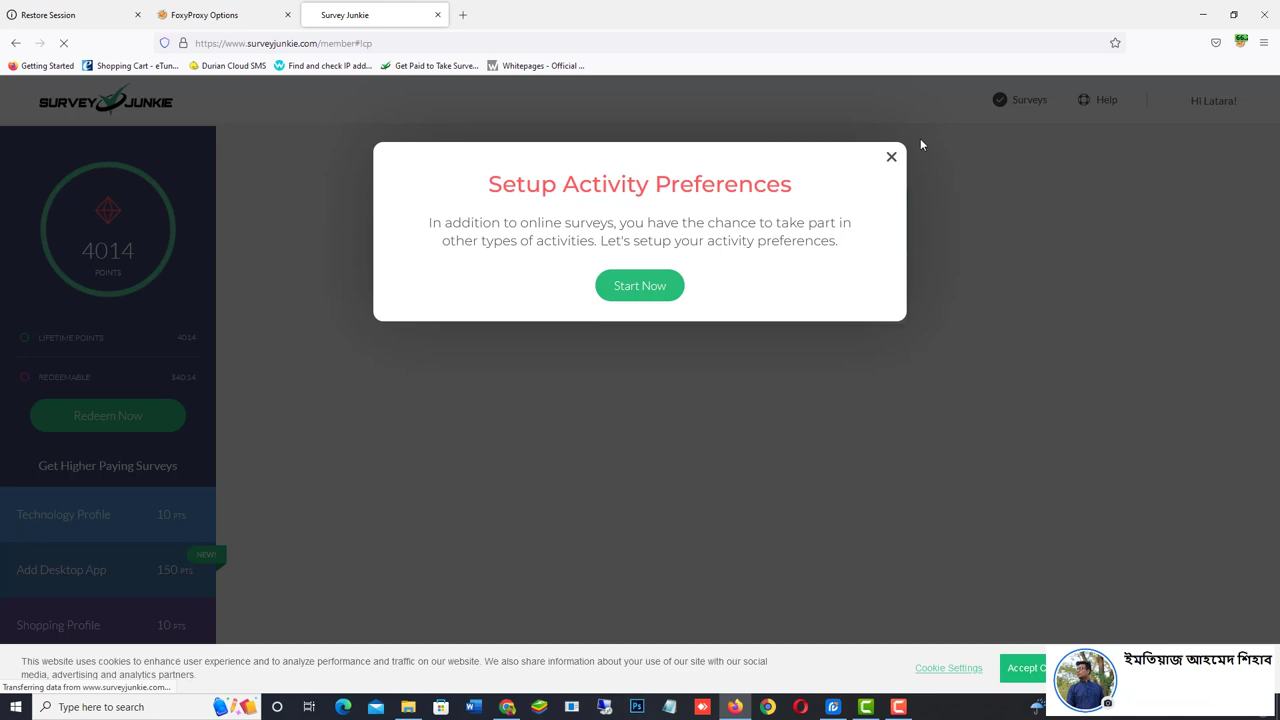 Restore Session
FoxyProxy Options
Survey Junkie
https://www.surveyjunkie.com/member#!cp
Getting Started
Shopping Cart - eTun...
Durian Cloud SMS
Find and check IP add...
Get Paid to Take Surve...
Whitepages - Official ...
SURVEY JUNKIE
Surveys
Help
Hi Latara!
Setup Activity Preferences
In addition to online surveys, you have the chance to take part in
other types of activities. Let's setup your activity preferences.
Start Now
4014
POINTS
LIFETIME POINTS 4014
REDEEMABLE $40.14
Redeem Now
Get Higher Paying Surveys
Technology Profile 10 PTS
NEW!
Add Desktop App 150 PTS
Shopping Profile 10 PTS
This website uses cookies to enhance user experience and to analyze performance and traffic on our website. We also share information about your use of our site with our social
media, advertising and analytics partners.
Cookie Settings
Accept C
Transferring data from www.surveyjunkie.com...
ইমতিয়াজ আহমেদ শিহাব
Type here to search